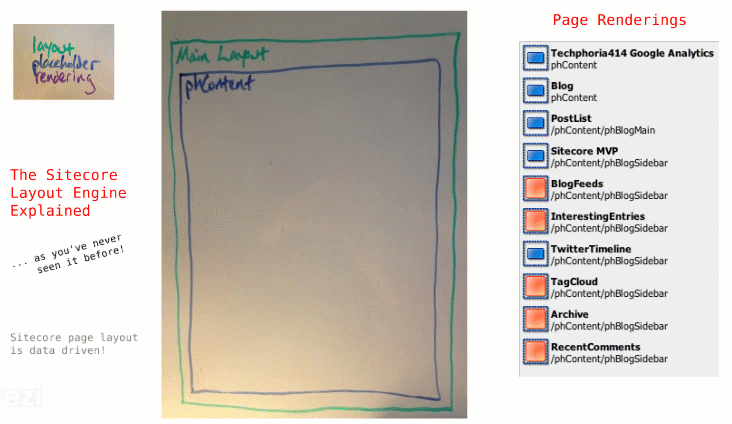 layout
placeholder
rendering
The Sitecore
Layout Engine
Explained
... as you've never
seen it before!
Sitecore page layout
is data driven!
ezi
Main Layout
phContent
Page Renderings
Techphoria414 Google Analytics
phContent
Blog
phContent
PostList
/phContent/phBlogMain
Sitecore MVP
/phContent/phBlogSidebar
BlogFeeds
/phContent/phBlogSidebar
InterestingEntries
/phContent/phBlogSidebar
TwitterTimeline
/phContent/phBlogSidebar
TagCloud
/phContent/phBlogSidebar
Archive
/phContent/phBlogSidebar
RecentComments
/phContent/phBlogSidebar